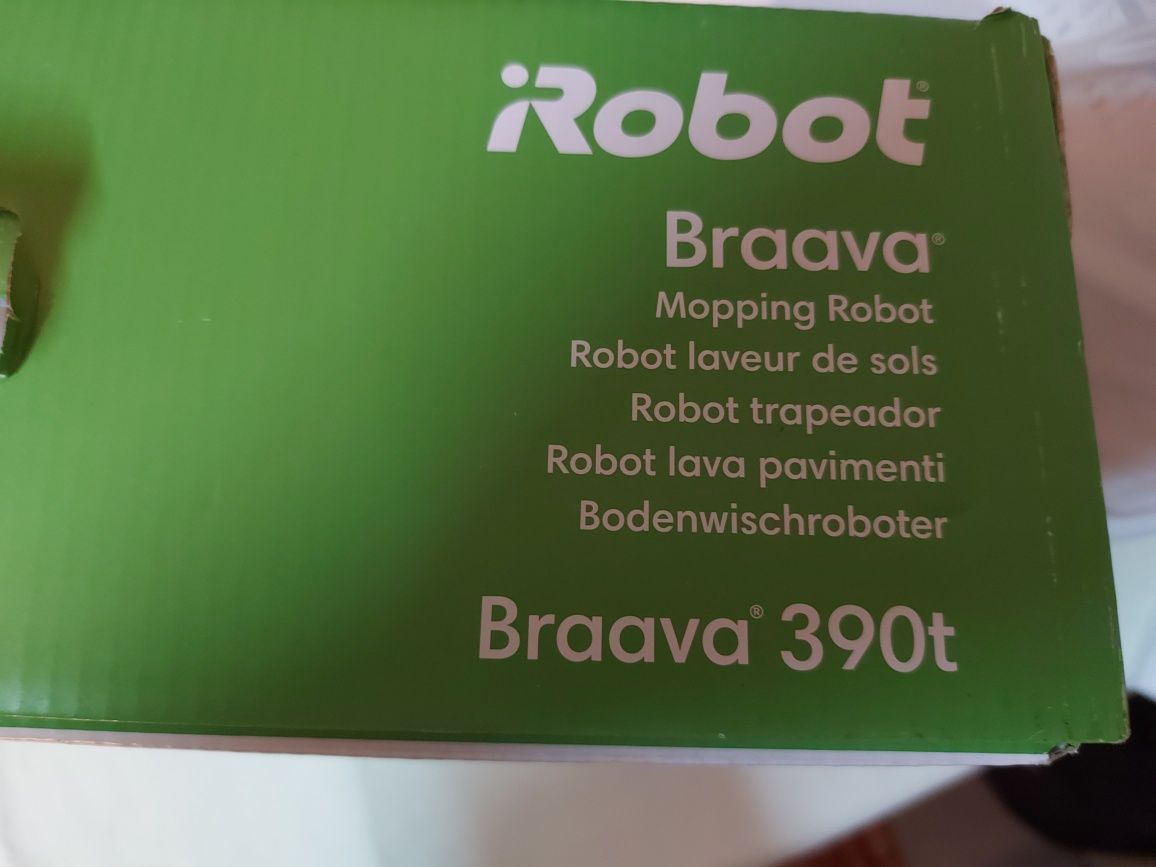 iRobot®
Braava®
Mopping Robot
Robot laveur de sols
Robot trapeador
Robot lava pavimenti
Bodenwischroboter
Braava® 390t